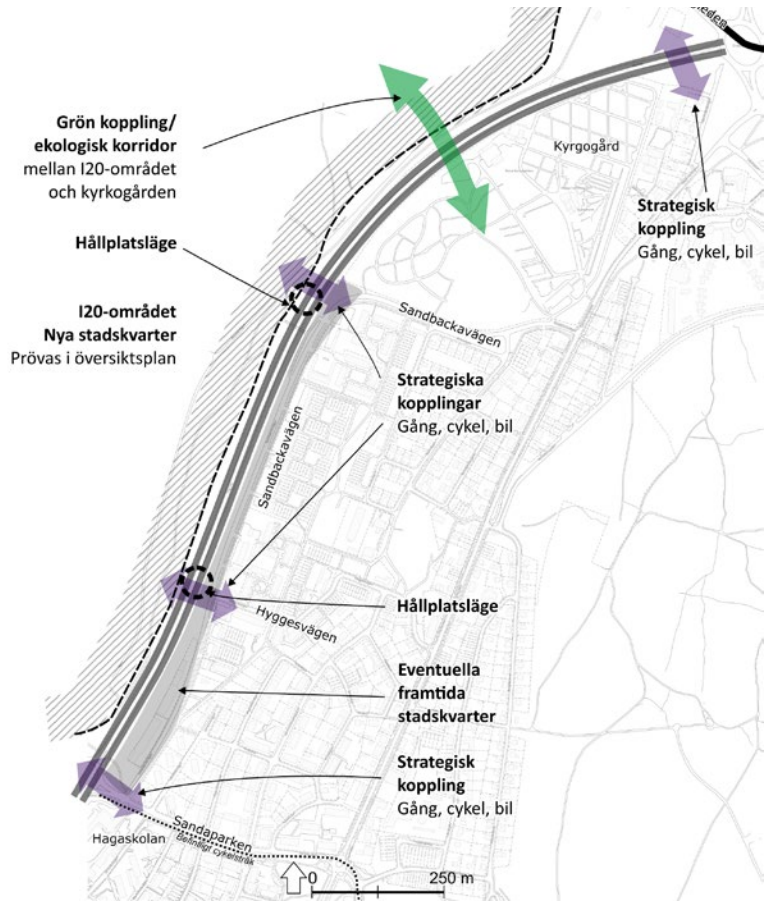 Grön koppling/
ekologisk korridor
mellan I20-området
och kyrkogården
Kyrgogård
Strategisk
koppling
Gång, cykel, bil
Hållplatsläge
I20-området
Nya stadskvarter
Prövas i översiktsplan
Sandbackavägen
Strategiska
kopplingar
Gång, cykel, bil
Sandbackavägen
Hållplatsläge
Hyggesvägen
Eventuella
framtida
stadskvarter
Strategisk
koppling
Gång, cykel, bil
Hagaskolan
Sandaparken
Befintligt cykelstråk
0
250 m